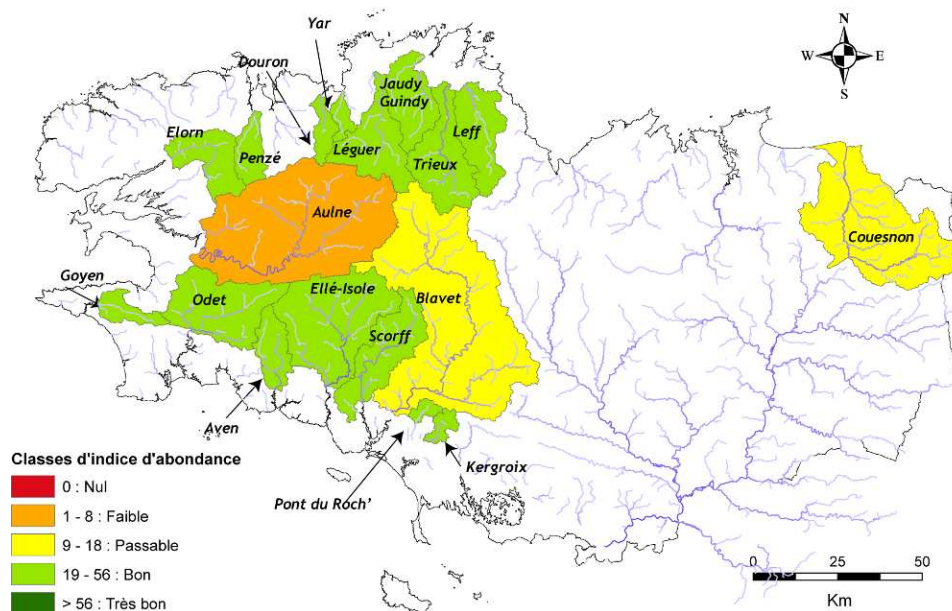 Yar
N
Douron
W E
Jaudy
Guindy
S
Elorn
Leff
Penzé
Léguer
Trieux
Aulne
Couesnon
Goyen
Odet
Ellé-Isole
Blavet
Scorff
Aven
Classes d'indice d'abondance
Kergroix
0 : Nul
Pont du Roch'
1 - 8 : Faible
9 - 18 : Passable
19 - 56 : Bon
0 25 50
> 56 : Très bon
Km